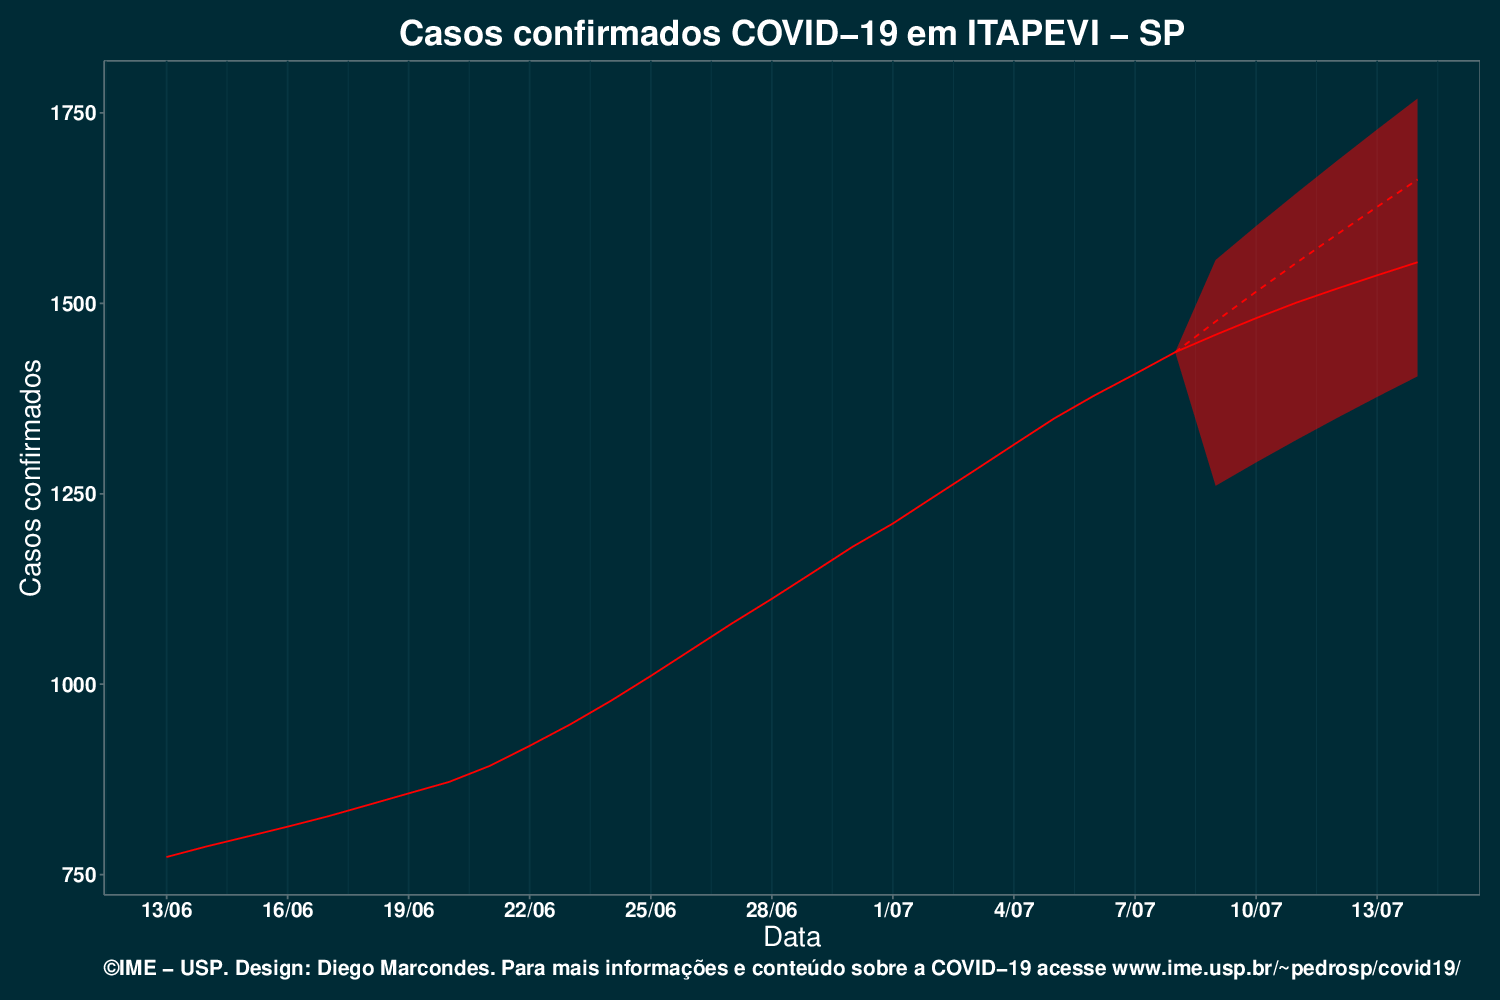 Casos confirmados COVID−19 em ITAPEVI − SP
1750
1500
1250
1000
750
Casos confirmados
13/06 16/06 19/06 22/06 25/06 28/06 1/07 4/07 7/07 10/07 13/07
Data
©IME − USP. Design: Diego Marcondes. Para mais informações e conteúdo sobre a COVID−19 acesse www.ime.usp.br/~pedrosp/covid19/